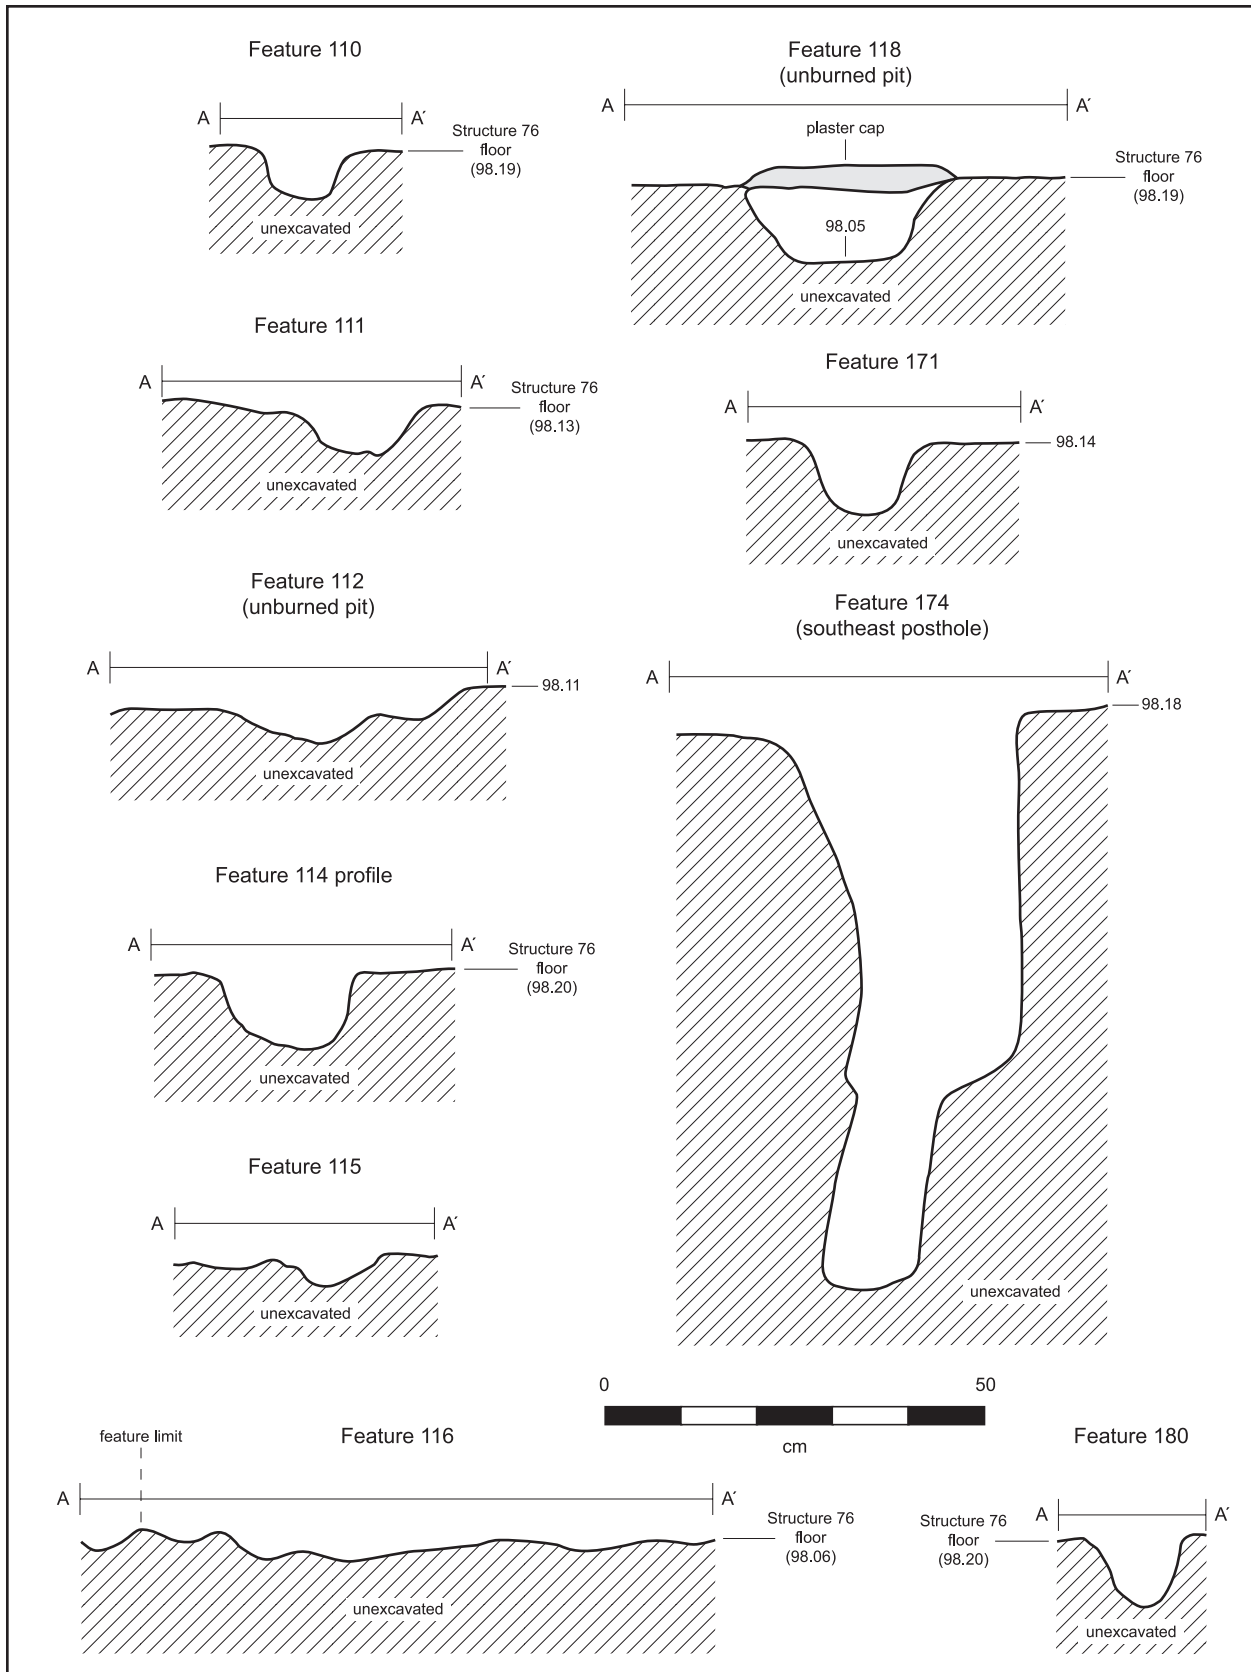 Feature 110
A
A′
Structure 76
floor
(98.19)
unexcavated
Feature 118
(unburned pit)
A
A′
plaster cap
Structure 76
floor
(98.19)
98.05
unexcavated
Feature 111
A
A′
Structure 76
floor
(98.13)
unexcavated
Feature 171
A
A′
98.14
unexcavated
Feature 112
(unburned pit)
A
A′
98.11
unexcavated
Feature 174
(southeast posthole)
A
A′
98.18
unexcavated
Feature 114 profile
A
A′
Structure 76
floor
(98.20)
unexcavated
Feature 115
A
A′
unexcavated
0
50
cm
feature limit
Feature 116
A
A′
Structure 76
floor
(98.06)
unexcavated
Feature 180
A
A′
Structure 76
floor
(98.20)
unexcavated